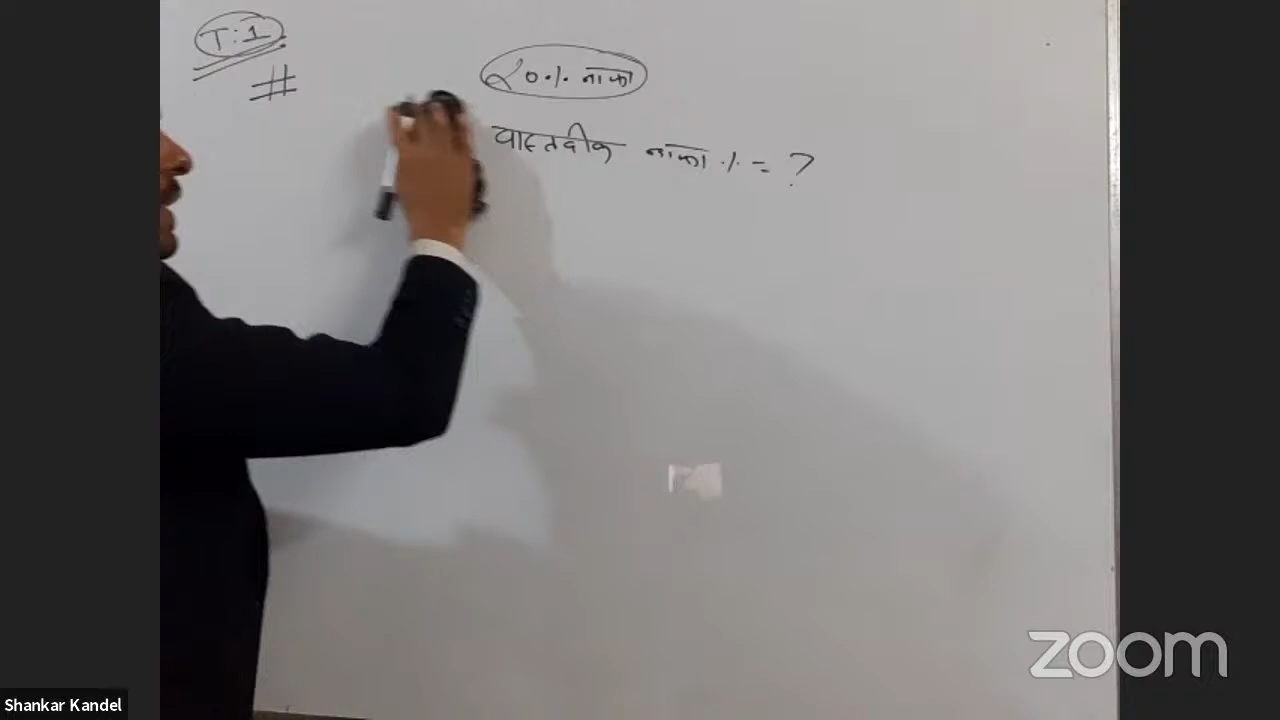 T:1
#
२०% नाफा
वास्तवीक नाफा % = ?
Shankar Kandel
zoom